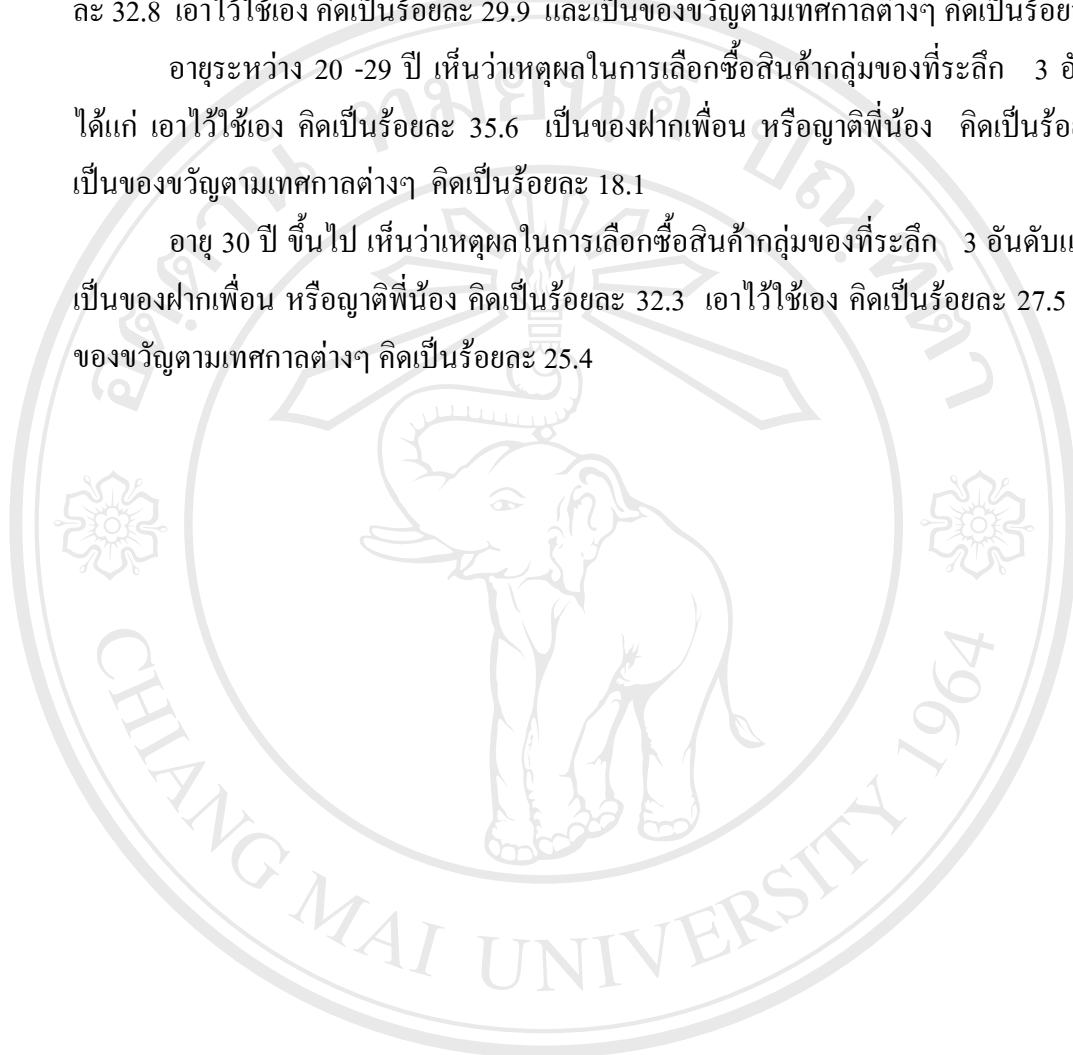 ละ 32.8 เอาไว้ใช้เอง คิดเป็นร้อยละ 29.9 และเป็นของขวัญตามเทศกาลต่างๆ คิดเป็นร้อย
อายุระหว่าง 20 -29 ปี เห็นว่าเหตุผลในการเลือกซื้อสินค้ากลุ่มของที่ระลึก 3
ได้แก่ เอาไว้ใช้เอง คิดเป็นร้อยละ 35.6 เป็นของฝากเพื่อน หรือญาติพี่น้อง คิดเป็นร้อย
เป็นของขวัญตามเทศกาลต่างๆ คิดเป็นร้อยละ 18.1
อายุ 30 ปี ขึ้นไป เห็นว่าเหตุผลในการเลือกซื้อสินค้ากลุ่มของที่ระลึก 3 อันดับ
เป็นของฝากเพื่อน หรือญาติพี่น้อง คิดเป็นร้อยละ 32.3 เอาไว้ใช้เอง คิดเป็นร้อยละ 27.5
ของขวัญตามเทศกาลต่างๆ คิดเป็นร้อยละ 25.4
CHIANG MAI UNIVERSITY 1964